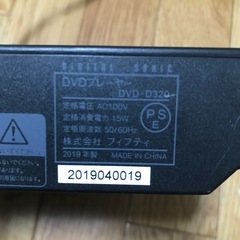 DIGITAL SONIC
DVDプレーヤー
DVD-D320
定格電圧 AC100V
定格消費電力 15W
定格周波数 50/60Hz
PS
E
株式会社 フィフティ
2019年製 MADE IN CHINA
2019040019